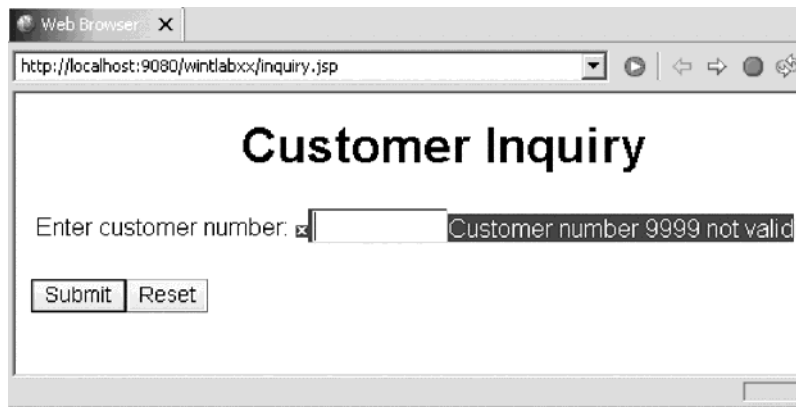 Web Browser
http://localhost:9080/wintlabxx/inquiry.jsp
Customer Inquiry
Enter customer number: Customer number 9999 not valid
Submit Reset